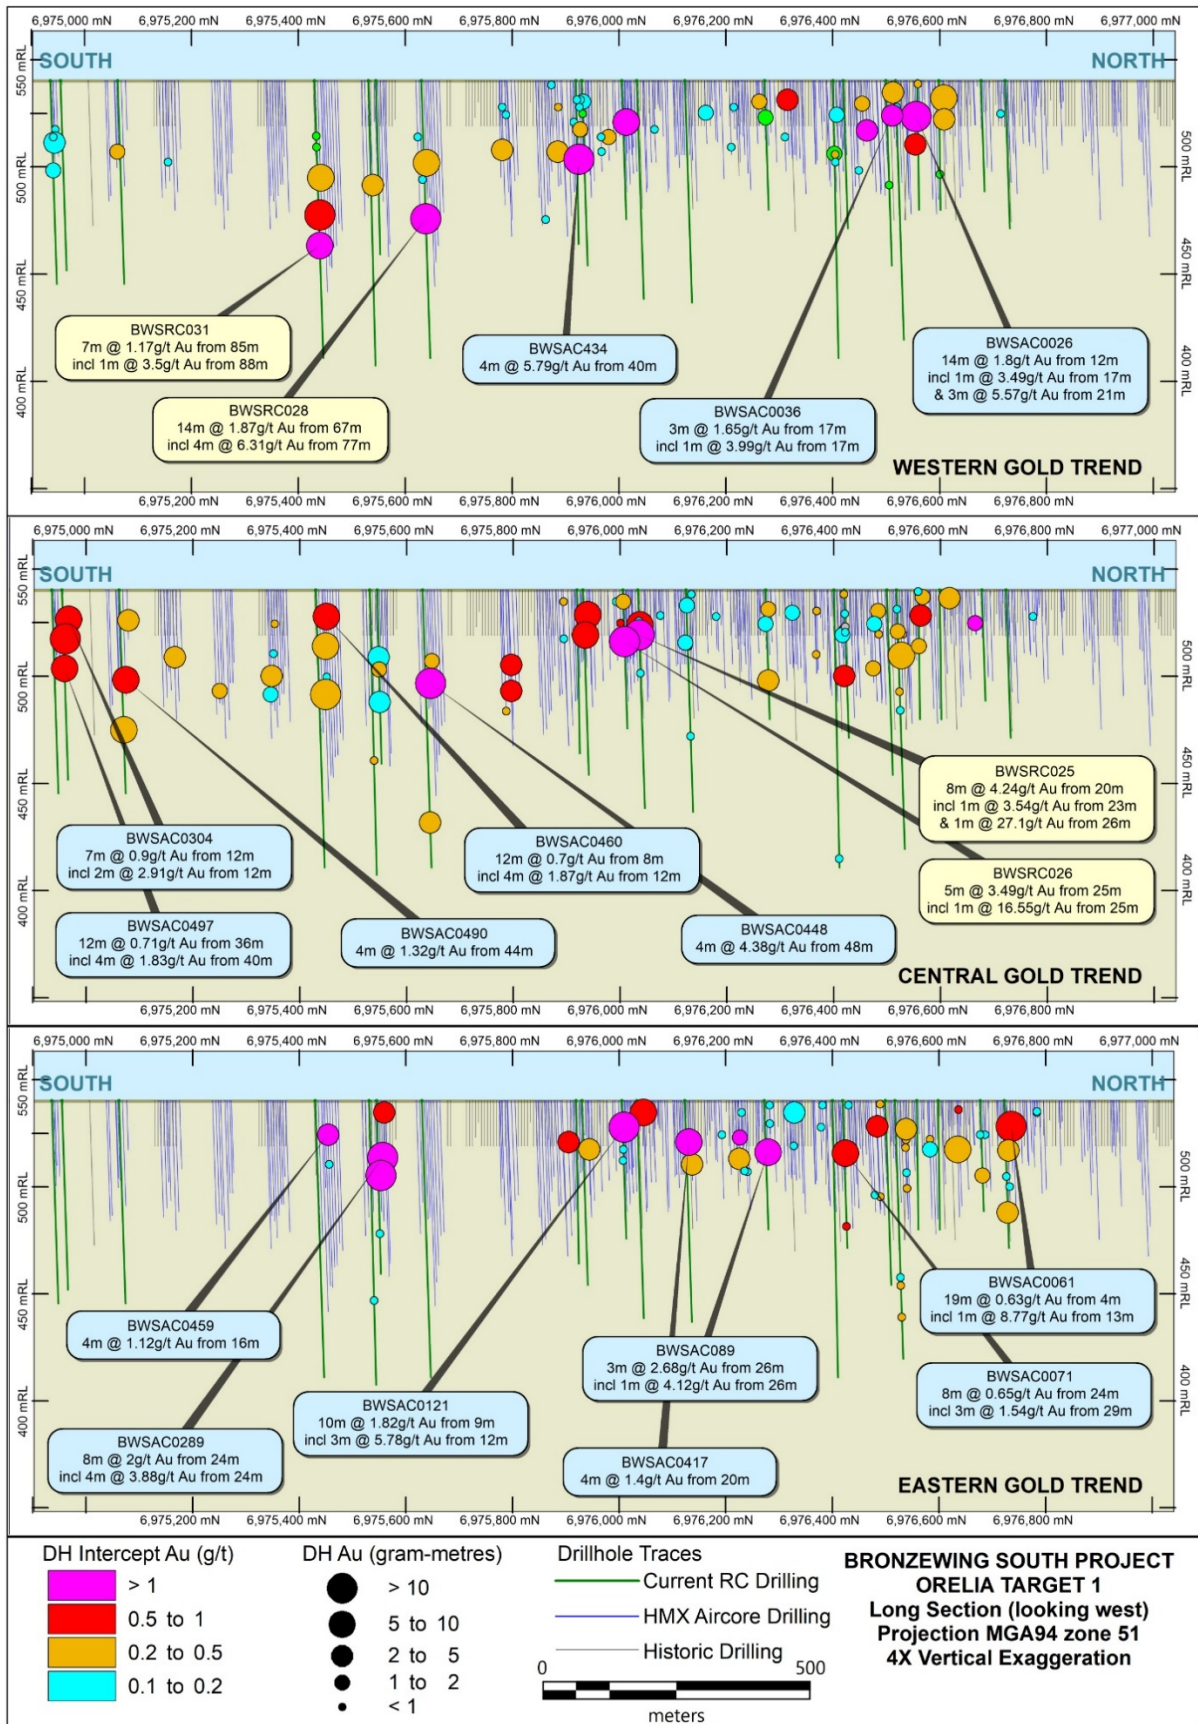 6,975,000 mN 6,975,200 mN 6,975,400 mN 6,975,600 mN 6,975,800 mN 6,976,000 mN 6,976,200 mN 6,976,400 mN 6,976,600 mN 6,976,800 mN 6,977,000 mN
SOUTH NORTH
550 mRL 550 mRL
500 mRL 500 mRL
450 mRL 450 mRL
400 mRL 400 mRL
BWSRC031
7m @ 1.17g/t Au from 85m
incl 1m @ 3.5g/t Au from 88m
BWSRC028
14m @ 1.87g/t Au from 67m
incl 4m @ 6.31g/t Au from 77m
BWSAC434
4m @ 5.79g/t Au from 40m
BWSAC0036
3m @ 1.65g/t Au from 17m
incl 1m @ 3.99g/t Au from 17m
BWSAC0026
14m @ 1.8g/t Au from 12m
incl 1m @ 3.49g/t Au from 17m
& 3m @ 5.57g/t Au from 21m
WESTERN GOLD TREND
6,975,200 mN 6,975,400 mN 6,975,600 mN 6,975,800 mN 6,976,000 mN 6,976,200 mN 6,976,400 mN 6,976,600 mN 6,976,800 mN
6,975,000 mN 6,975,200 mN 6,975,400 mN 6,975,600 mN 6,975,800 mN 6,976,000 mN 6,976,200 mN 6,976,400 mN 6,976,600 mN 6,976,800 mN 6,977,000 mN
SOUTH NORTH
550 mRL 550 mRL
500 mRL 500 mRL
450 mRL 450 mRL
400 mRL 400 mRL
BWSAC0304
7m @ 0.9g/t Au from 12m
incl 2m @ 2.91g/t Au from 12m
BWSAC0497
12m @ 0.71g/t Au from 36m
incl 4m @ 1.83g/t Au from 40m
BWSAC0490
4m @ 1.32g/t Au from 44m
BWSAC0460
12m @ 0.7g/t Au from 8m
incl 4m @ 1.87g/t Au from 12m
BWSAC0448
4m @ 4.38g/t Au from 48m
BWSRC025
8m @ 4.24g/t Au from 20m
incl 1m @ 3.54g/t Au from 23m
& 1m @ 27.1g/t Au from 26m
BWSRC026
5m @ 3.49g/t Au from 25m
incl 1m @ 16.55g/t Au from 25m
CENTRAL GOLD TREND
6,975,200 mN 6,975,400 mN 6,975,600 mN 6,975,800 mN 6,976,000 mN 6,976,200 mN 6,976,400 mN 6,976,600 mN 6,976,800 mN
6,975,000 mN 6,975,200 mN 6,975,400 mN 6,975,600 mN 6,975,800 mN 6,976,000 mN 6,976,200 mN 6,976,400 mN 6,976,600 mN 6,976,800 mN 6,977,000 mN
SOUTH NORTH
550 mRL 550 mRL
500 mRL 500 mRL
450 mRL 450 mRL
400 mRL 400 mRL
BWSAC0459
4m @ 1.12g/t Au from 16m
BWSAC0289
8m @ 2g/t Au from 24m
incl 4m @ 3.88g/t Au from 24m
BWSAC0121
10m @ 1.82g/t Au from 9m
incl 3m @ 5.78g/t Au from 12m
BWSAC089
3m @ 2.68g/t Au from 26m
incl 1m @ 4.12g/t Au from 26m
BWSAC0417
4m @ 1.4g/t Au from 20m
BWSAC0061
19m @ 0.63g/t Au from 4m
incl 1m @ 8.77g/t Au from 13m
BWSAC0071
8m @ 0.65g/t Au from 24m
incl 3m @ 1.54g/t Au from 29m
EASTERN GOLD TREND
6,975,200 mN 6,975,400 mN 6,975,600 mN 6,975,800 mN 6,976,000 mN 6,976,200 mN 6,976,400 mN 6,976,600 mN 6,976,800 mN
DH Intercept Au (g/t)
> 1
0.5 to 1
0.2 to 0.5
0.1 to 0.2
DH Au (gram-metres)
> 10
5 to 10
2 to 5
1 to 2
< 1
Drillhole Traces
Current RC Drilling
HMX Aircore Drilling
Historic Drilling
0 500
meters
BRONZEWING SOUTH PROJECT
ORELIA TARGET 1
Long Section (looking west)
Projection MGA94 zone 51
4X Vertical Exaggeration